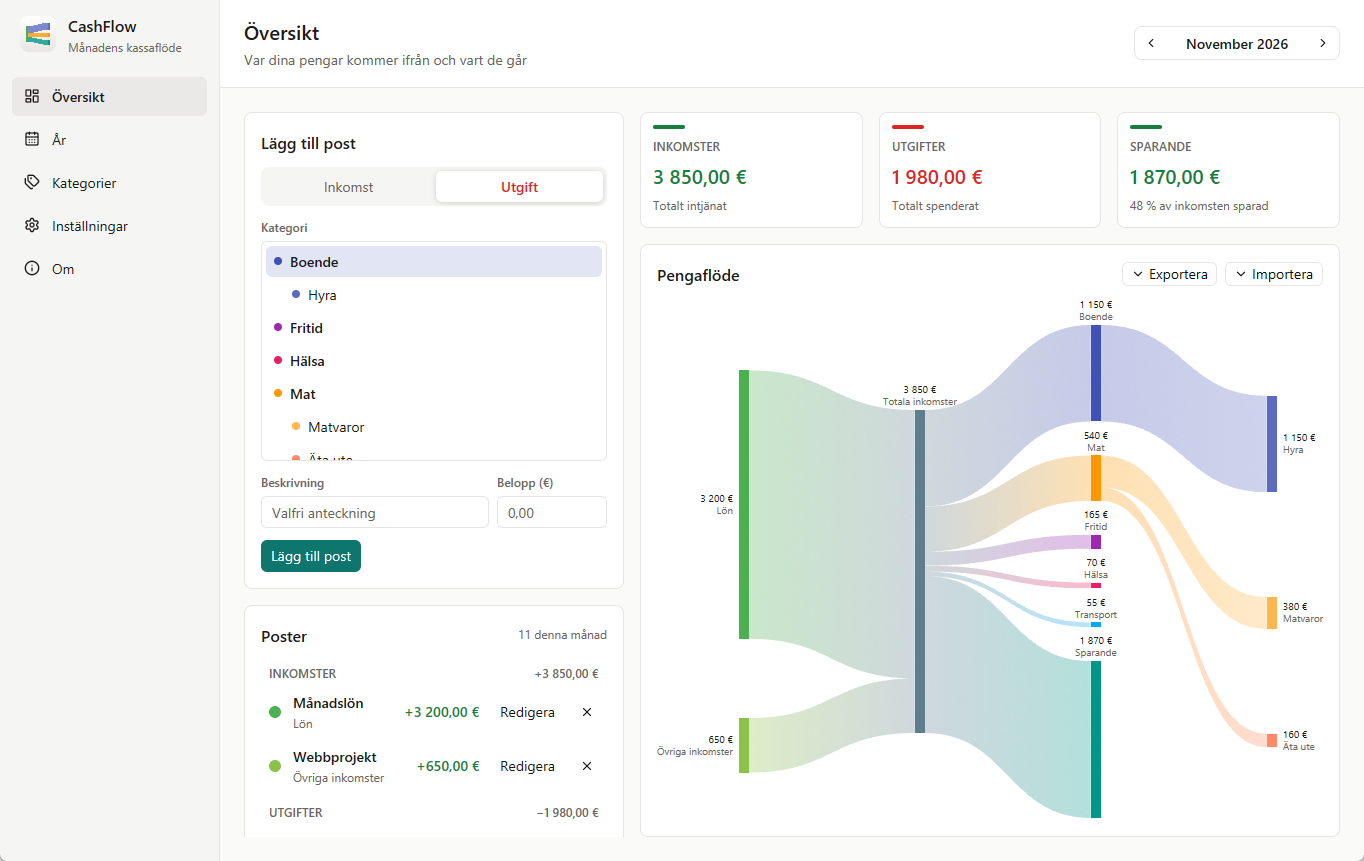 CashFlow
Månadens kassaflöde
Översikt
År
Kategorier
Inställningar
Om
Översikt
Var dina pengar kommer ifrån och vart de går
November 2026
Lägg till post
Inkomst
Utgift
Kategori
Boende
Hyra
Fritid
Hälsa
Mat
Matvaror
Äta ute
Beskrivning
Belopp (€)
Valfri anteckning
0,00
Lägg till post
Poster
11 denna månad
INKOMSTER
+3 850,00 €
Månadslön
Lön
+3 200,00 €
Redigera
Webbprojekt
Övriga inkomster
+650,00 €
Redigera
UTGIFTER
−1 980,00 €
INKOMSTER
3 850,00 €
Totalt intjänat
UTGIFTER
1 980,00 €
Totalt spenderat
SPARANDE
1 870,00 €
48 % av inkomsten sparad
Pengaflöde
Exportera
Importera
3 200 €
Lön
650 €
Övriga inkomster
3 850 €
Totala inkomster
1 150 €
Boende
540 €
Mat
165 €
Fritid
70 €
Hälsa
55 €
Transport
1 870 €
Sparande
1 150 €
Hyra
380 €
Matvaror
160 €
Äta ute